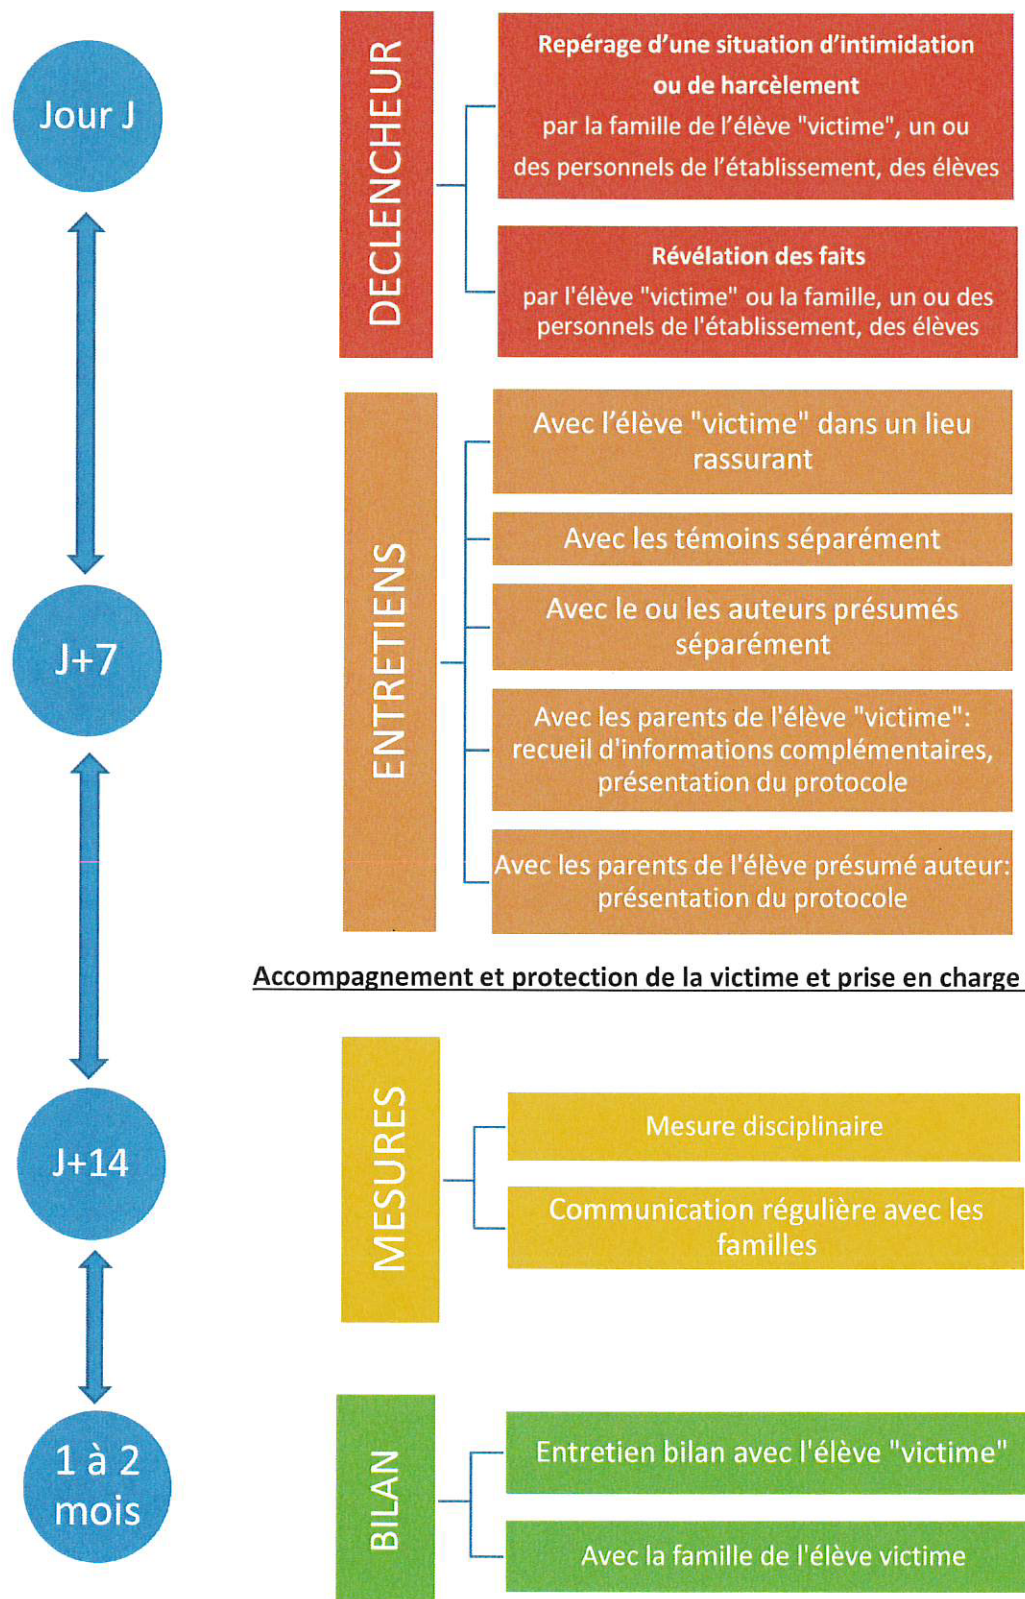 Jour J
DECLENCHEUR
Repérage d’une situation d’intimidation
ou de harcèlement
par la famille de l’élève "victime", un ou
des personnels de l’établissement, des élèves
Révélation des faits
par l'élève "victime" ou la famille, un ou des
personnels de l'établissement, des élèves
J+7
ENTRETIENS
Avec l’élève "victime" dans un lieu
rassurant
Avec les témoins séparément
Avec le ou les auteurs présumés
séparément
Avec les parents de l'élève "victime":
recueil d'informations complémentaires,
présentation du protocole
Avec les parents de l'élève présumé auteur:
présentation du protocole
Accompagnement et protection de la victime et prise en charge
J+14
MESURES
Mesure disciplinaire
Communication régulière avec les
familles
1 à 2
mois
BILAN
Entretien bilan avec l'élève "victime"
Avec la famille de l'élève victime